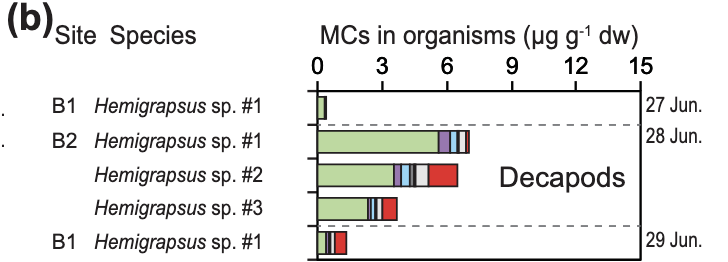 (b) Site Species MCs in organisms (µg g⁻¹ dw)
0 3 6 9 12 15
. B1 Hemigrapsus sp. #1 27 Jun.
. B2 Hemigrapsus sp. #1 28 Jun.
Hemigrapsus sp. #2 Decapods
Hemigrapsus sp. #3
B1 Hemigrapsus sp. #1 29 Jun.